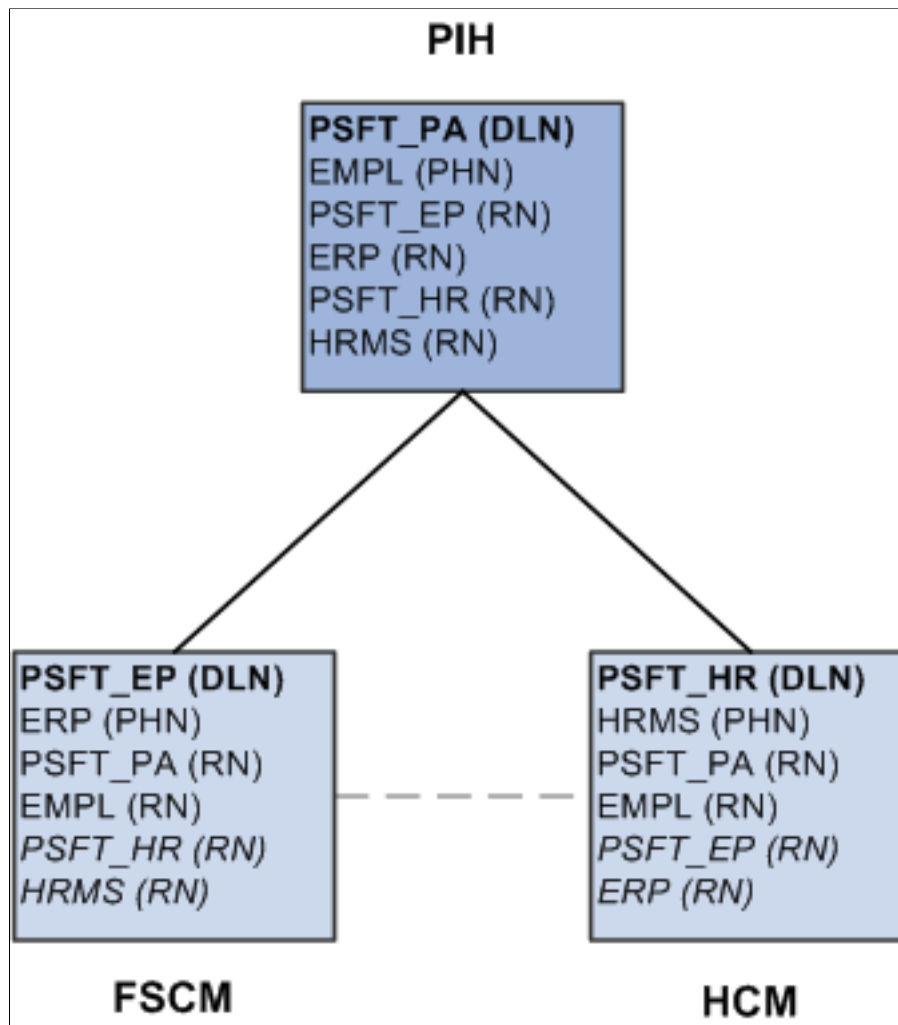 PIH
PSFT_PA (DLN)
EMPL (PHN)
PSFT_EP (RN)
ERP (RN)
PSFT_HR (RN)
HRMS (RN)
PSFT_EP (DLN)
ERP (PHN)
PSFT_PA (RN)
EMPL (RN)
PSFT_HR (RN)
HRMS (RN)
FSCM
PSFT_HR (DLN)
HRMS (PHN)
PSFT_PA (RN)
EMPL (RN)
PSFT_EP (RN)
ERP (RN)
HCM